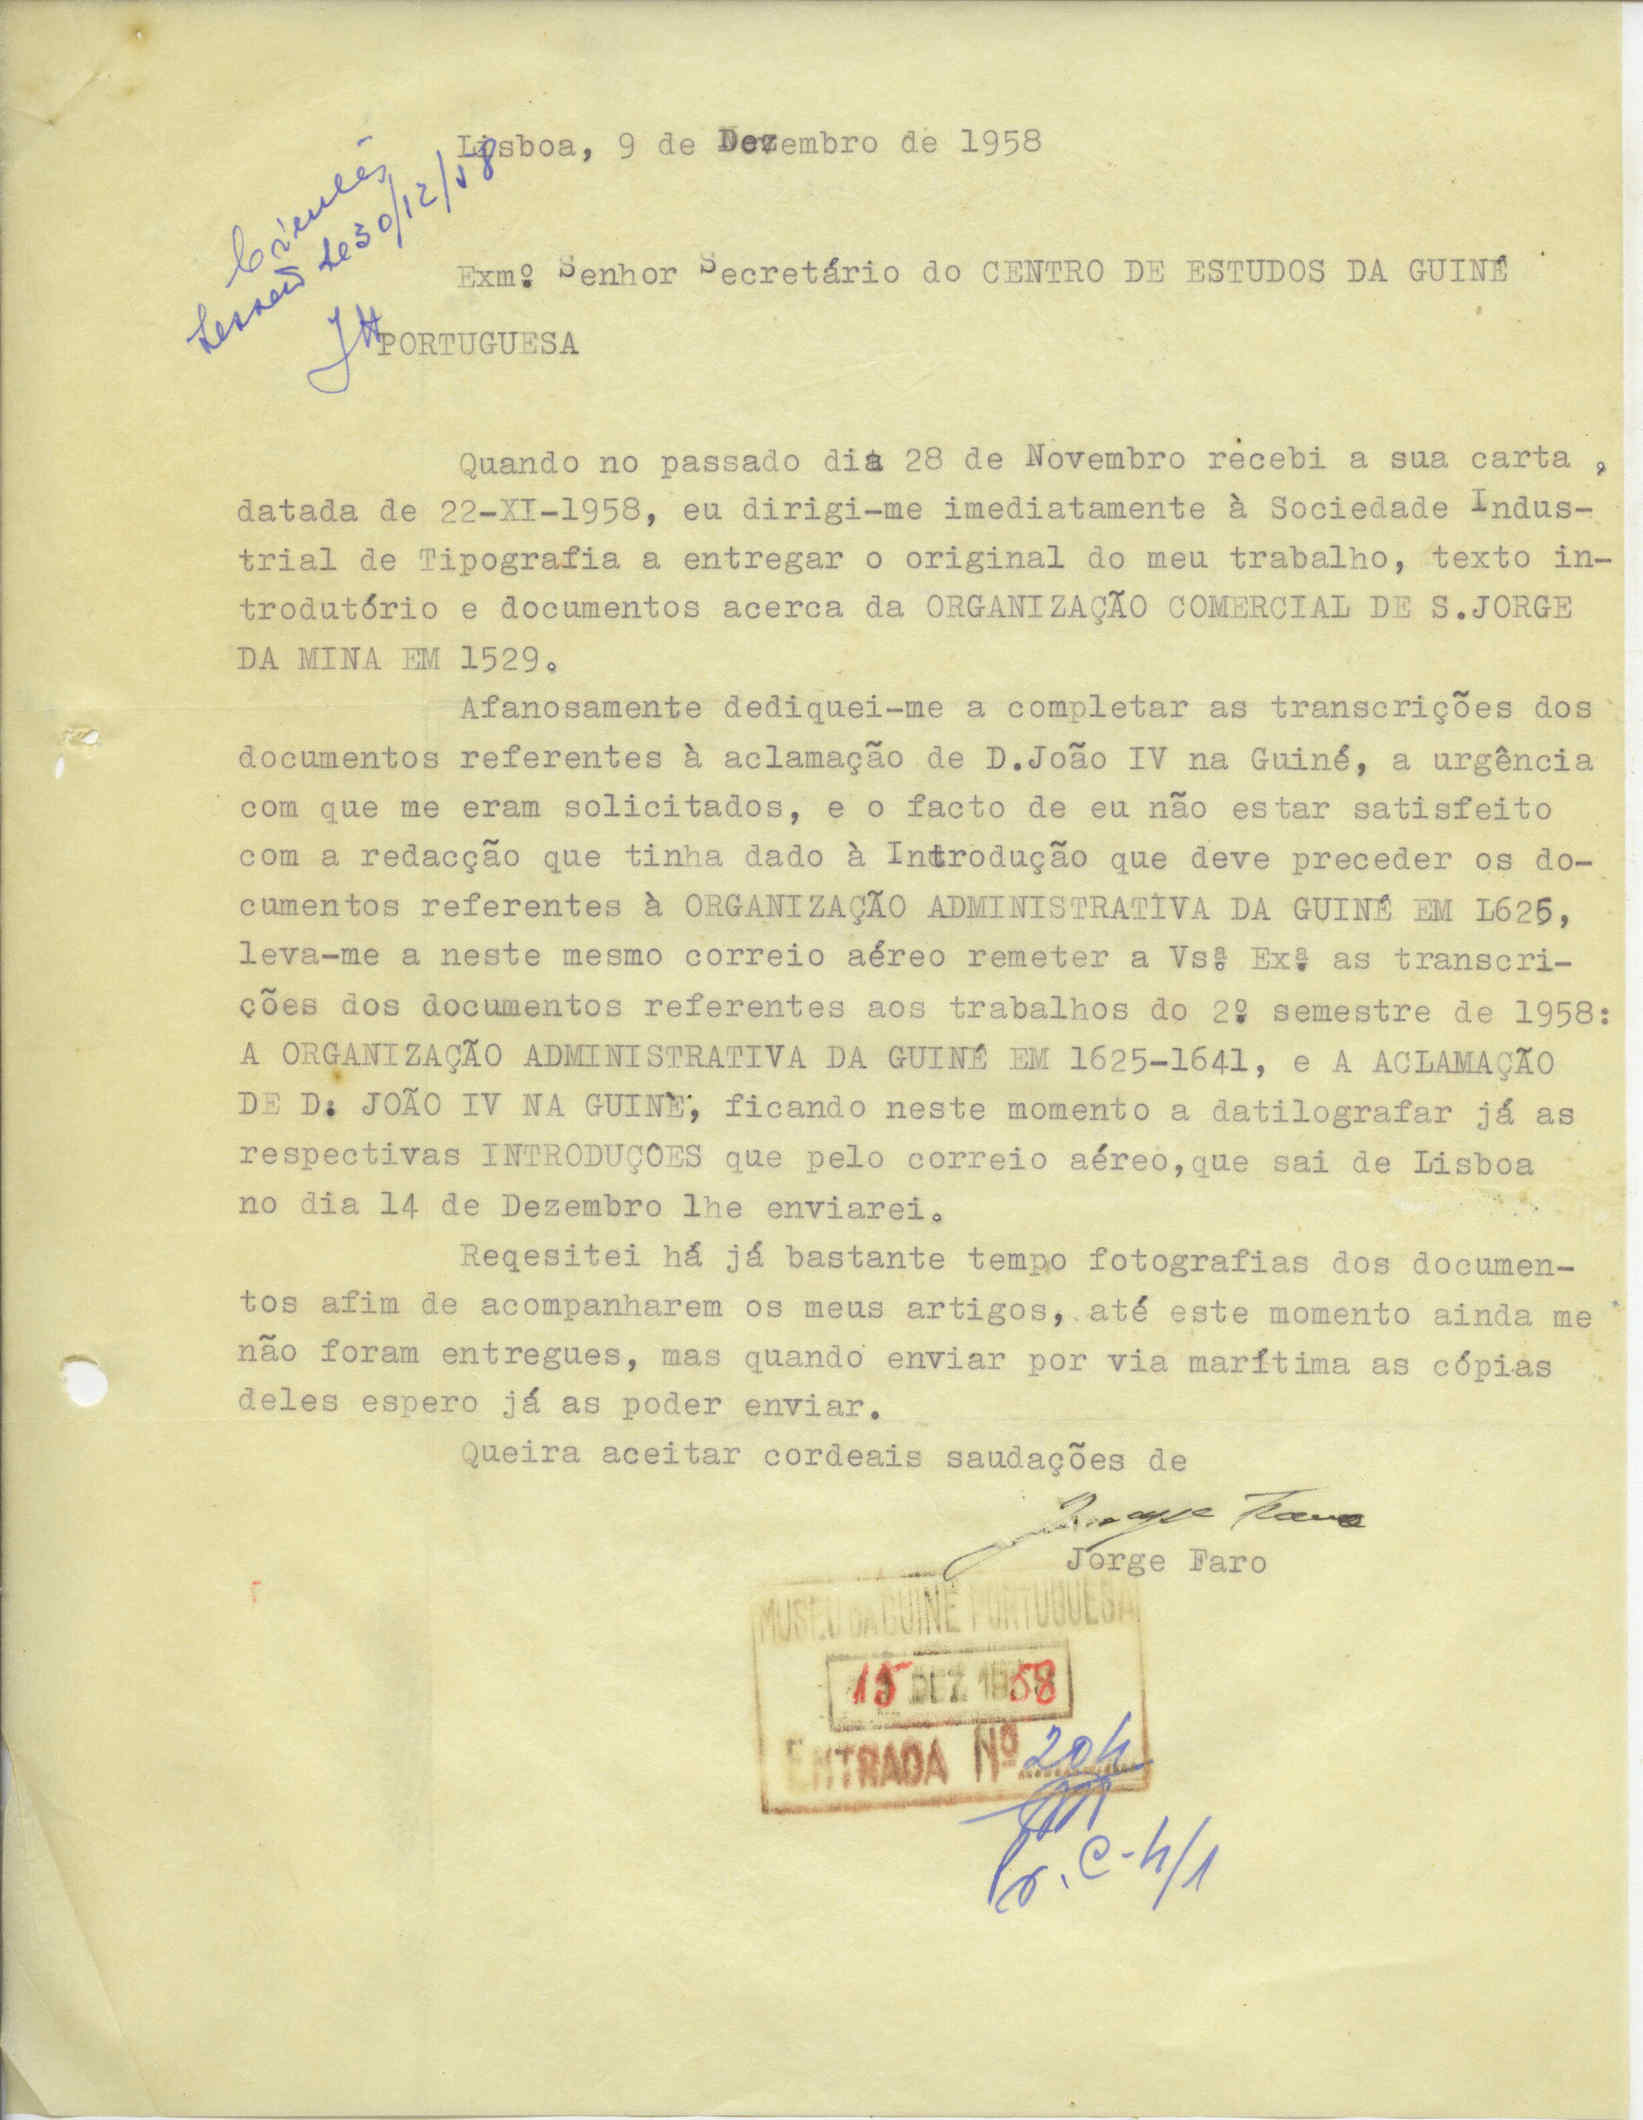 Lisboa, 9 de Dezembro de 1958
Cientes
Sessão de 30/12/58
Exmº Senhor Secretário do CENTRO DE ESTUDOS DA GUINÉ
PORTUGUESA
Quando no passado dia 28 de Novembro recebi a sua carta ,
datada de 22-XI-1958, eu dirigi-me imediatamente à Sociedade Indus-
trial de Tipografia a entregar o original do meu trabalho, texto in-
trodutório e documentos acerca da ORGANIZAÇÃO COMERCIAL DE S.JORGE
DA MINA EM 1529.
Afanosamente dediquei-me a completar as transcrições dos
documentos referentes à aclamação de D.João IV na Guiné, a urgência
com que me eram solicitados, e o facto de eu não estar satisfeito
com a redacção que tinha dado à Introdução que deve preceder os do-
cumentos referentes à ORGANIZAÇÃO ADMINISTRATIVA DA GUINÉ EM L625,
leva-me a neste mesmo correio aéreo remeter a Vsª Exª as transcri-
ções dos documentos referentes aos trabalhos do 2º semestre de 1958:
A ORGANIZAÇÃO ADMINISTRATIVA DA GUINÉ EM 1625-1641, e A ACLAMAÇÃO
DE D. JOÃO IV NA GUINÈ, ficando neste momento a datilografar já as
respectivas INTRODUÇOES que pelo correio aéreo,que sai de Lisboa
no dia 14 de Dezembro lhe enviarei.
Reqesitei há já bastante tempo fotografias dos documen-
tos afim de acompanharem os meus artigos, até este momento ainda me
não foram entregues, mas quando enviar por via marítima as cópias
deles espero já as poder enviar.
Queira aceitar cordeais saudações de
Jorge Faro
Jorge Faro
MUSEU DA GUINÉ PORTUGUESA
15 DEZ 1958
ENTRADA Nº 204
C-4/1